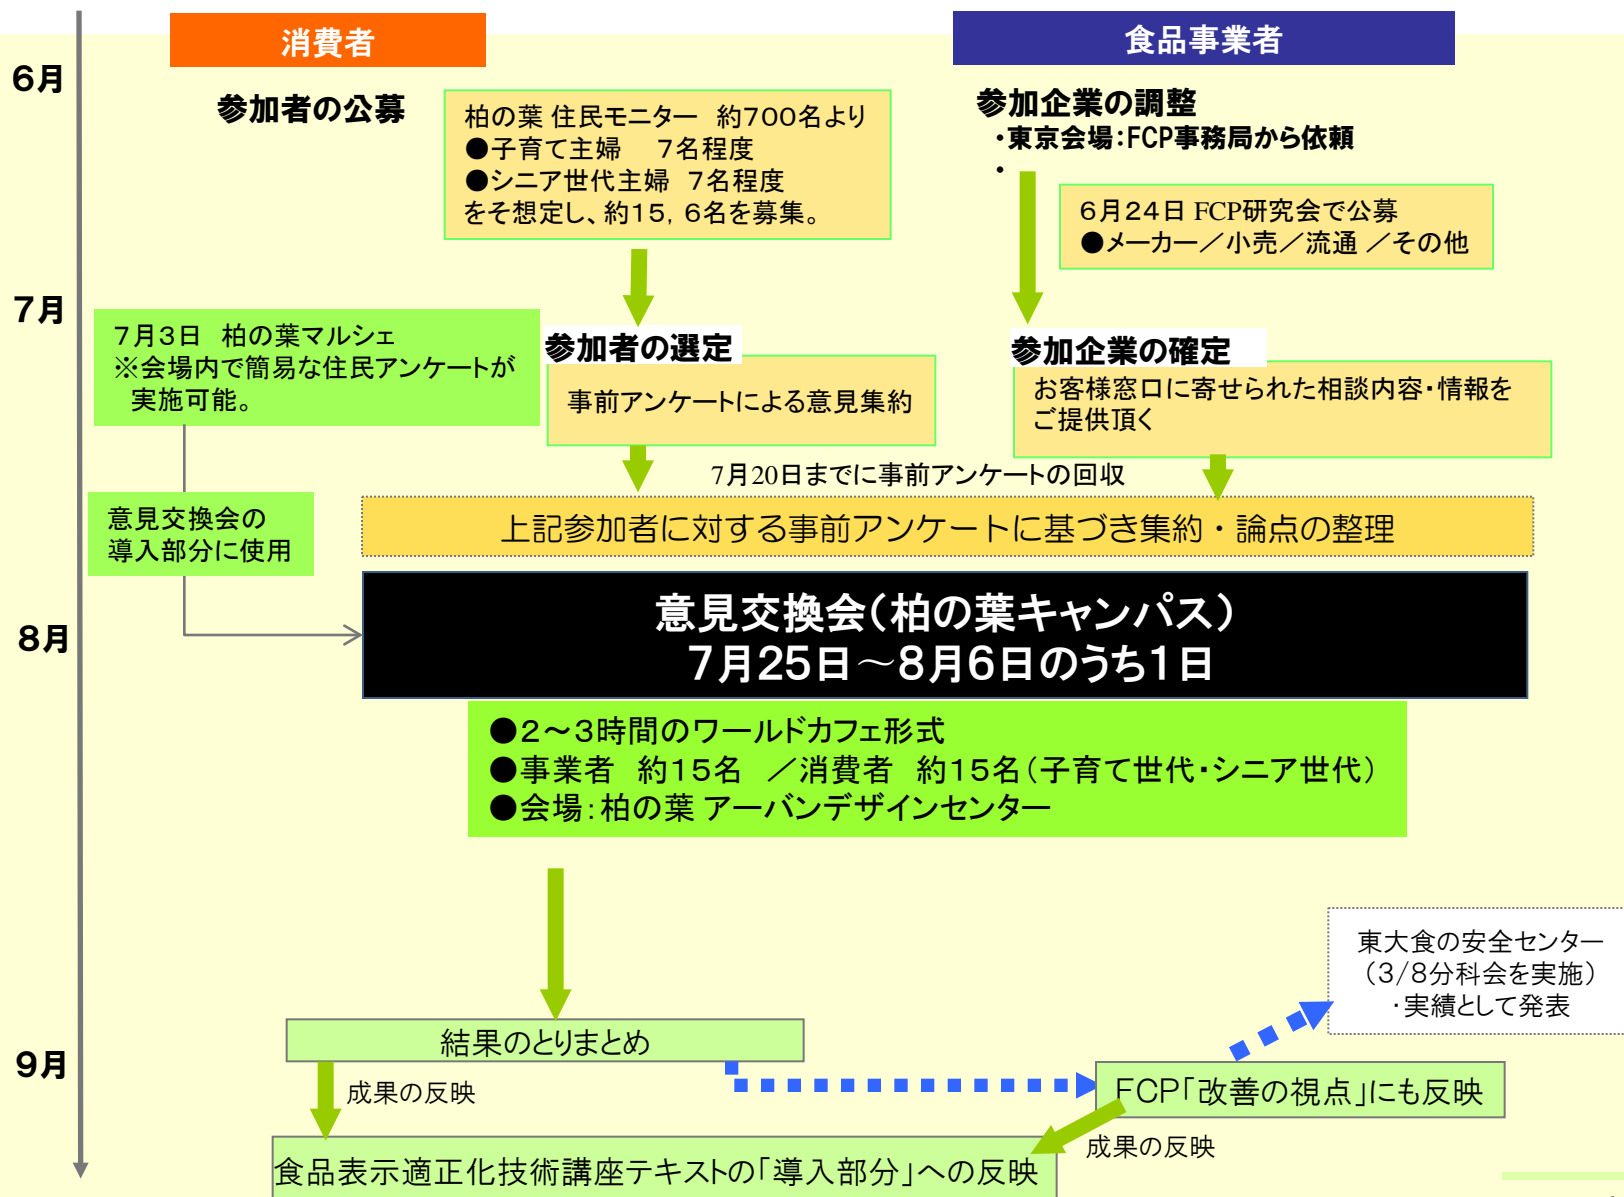 消費者
食品事業者
6月
参加者の公募
柏の葉 住民モニター 約700名より
●子育て主婦 7名程度
●シニア世代主婦 7名程度
をそ想定し、約15,6名を募集。
参加企業の調整
・東京会場:FCP事務局から依頼
・
6月24日 FCP研究会で公募
●メーカー/小売/流通 /その他
7月
7月3日 柏の葉マルシェ
※会場内で簡易な住民アンケートが
実施可能。
参加者の選定
事前アンケートによる意見集約
参加企業の確定
お客様窓口に寄せられた相談内容・情報を
ご提供頂く
7月20日までに事前アンケートの回収
意見交換会の
導入部分に使用
上記参加者に対する事前アンケートに基づき集約・論点の整理
8月
意見交換会(柏の葉キャンパス)
7月25日~8月6日のうち1日
●2~3時間のワールドカフェ形式
●事業者 約15名 /消費者 約15名(子育て世代・シニア世代)
●会場:柏の葉 アーバンデザインセンター
東大食の安全センター
(3/8分科会を実施)
・実績として発表
9月
結果のとりまとめ
成果の反映
FCP「改善の視点」にも反映
成果の反映
食品表示適正化技術講座テキストの「導入部分」への反映